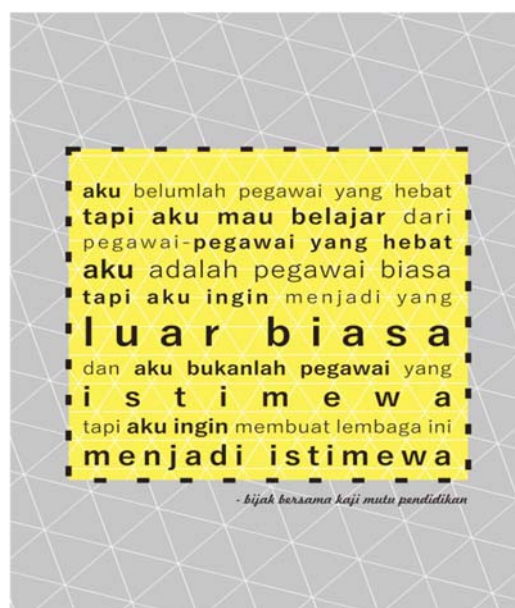 aku belumlah pegawai yang hebat
tapi aku mau belajar dari
pegawai-pegawai yang hebat
aku adalah pegawai biasa
tapi aku ingin menjadi yang
luar biasa
dan aku bukanlah pegawai yang
istimewa
tapi aku ingin membuat lembaga ini
menjadi istimewa
- bijak bersama kaji mutu pendidikan